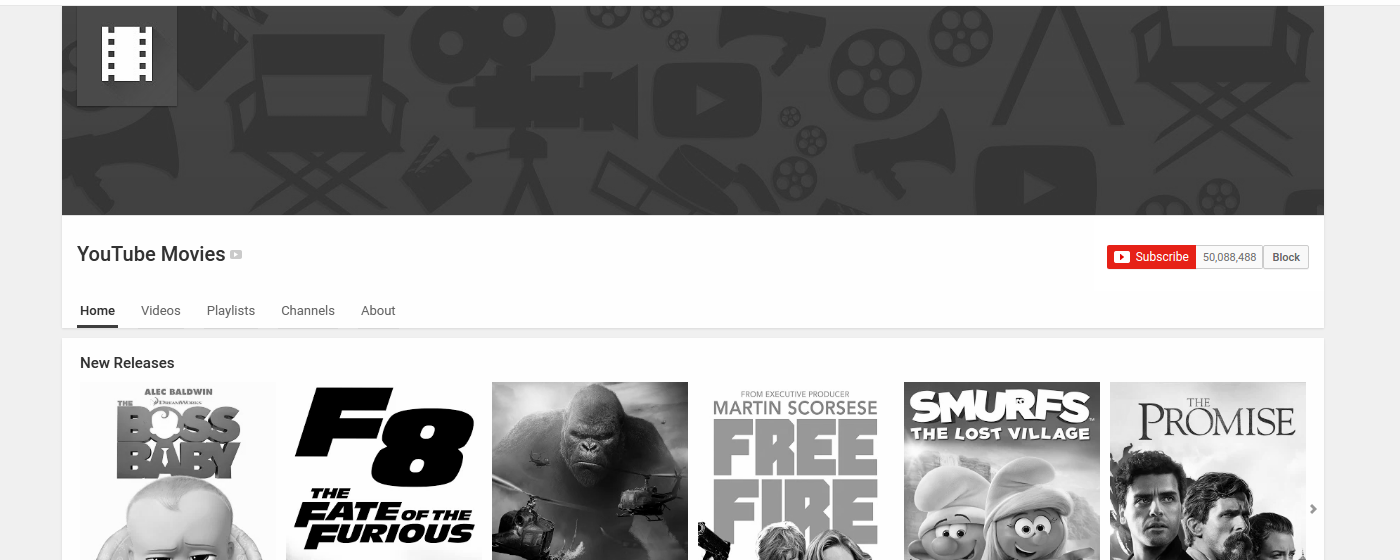 YouTube Movies
Subscribe 50,088,488 Block
Home Videos Playlists Channels About
New Releases
ALEC BALDWIN
DREAMWORKS
THE
BOSS
BABY
F8
THE
FATE OF THE
FURIOUS
FROM EXECUTIVE PRODUCER
MARTIN SCORSESE
FREE
FIRE
SMURFS
THE LOST VILLAGE
THE
PROMISE